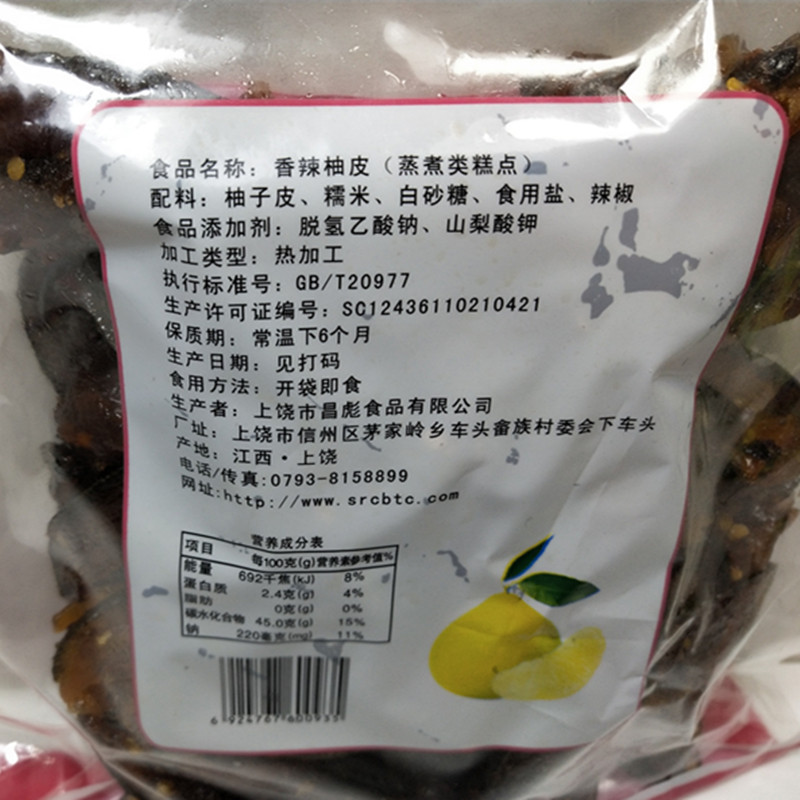 食品名称：香辣柚皮（蒸煮类糕点）
配料：柚子皮、糯米、白砂糖、食用盐、辣椒
食品添加剂：脱氢乙酸钠、山梨酸钾
加工类型：热加工
执行标准号：GB/T20977
生产许可证编号：SC12436110210421
保质期：常温下6个月
生产日期：见打码
食用方法：开袋即食
生产者：上饶市昌彪食品有限公司
厂址：上饶市信州区茅家岭乡车头畲族村委会下车头
产地：江西·上饶
电话/传真：0793-8158899
网址：http://www.srcbtc.com
营养成分表
项目 每100克(g) 营养素参考值%
能量 692千焦(kJ) 8%
蛋白质 2.4克(g) 4%
脂肪 0克(g) 0%
碳水化合物 45.0克(g) 15%
钠 220毫克(mg) 11%
6 924767 600933